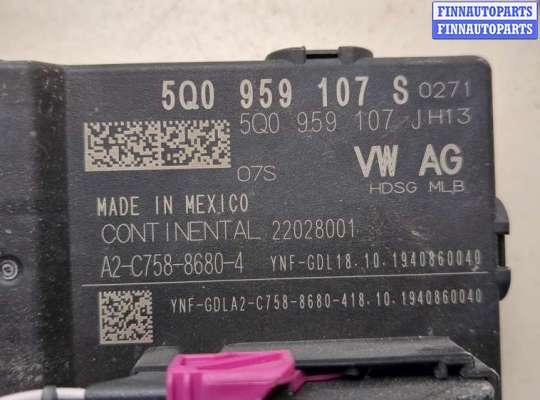 FINNAUTOPARTS
FINNAUTOPARTS
5Q0 959 107 S 0271
5Q0 959 107 J H13
07S
VW AG
HDSG MLB
MADE IN MEXICO
CONTINENTAL 22028001
A2-C758-8680-4 YNF-GDL18.10.1940860040
YNF-GDLA2-C758-8680-418.10.1940860040